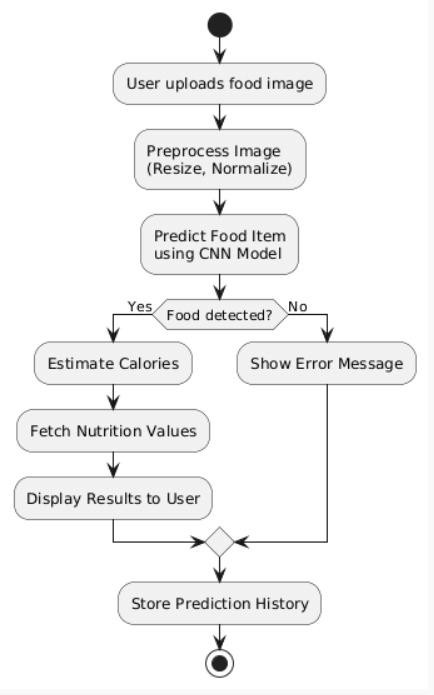 User uploads food image
Preprocess Image
(Resize, Normalize)
Predict Food Item
using CNN Model
Yes
Food detected?
No
Estimate Calories
Show Error Message
Fetch Nutrition Values
Display Results to User
Store Prediction History